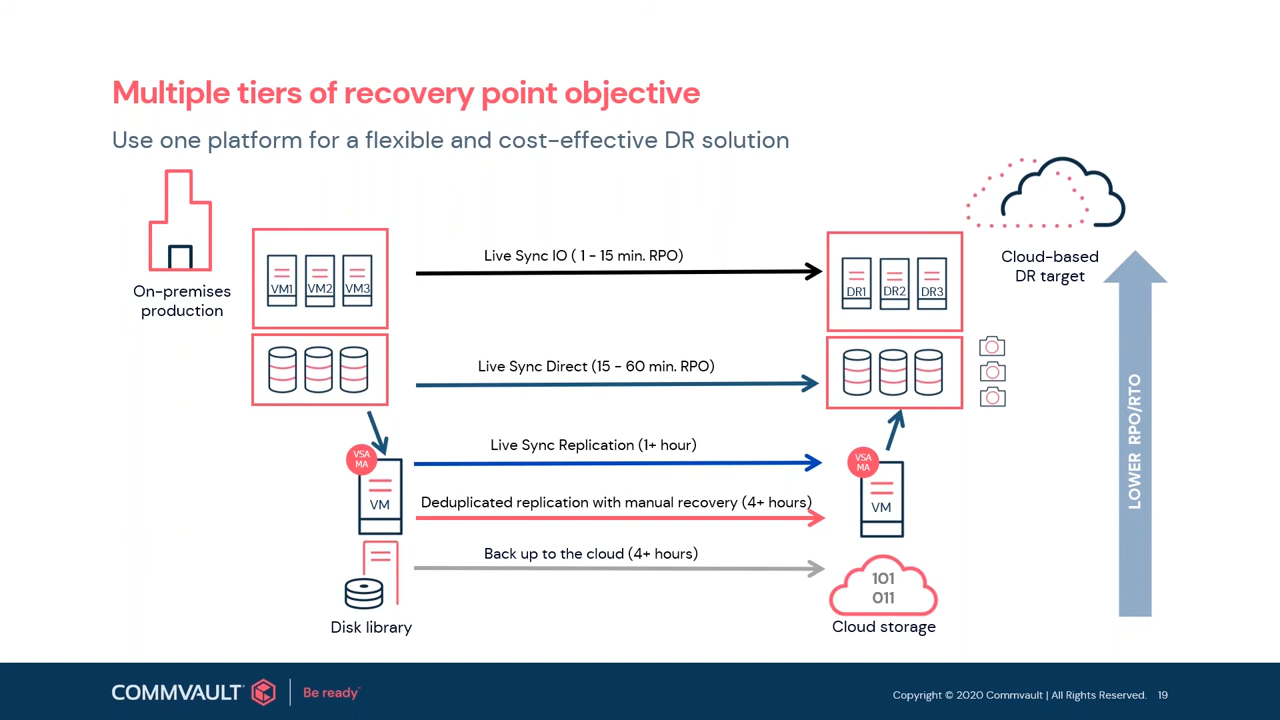 Multiple tiers of recovery point objective
Use one platform for a flexible and cost-effective DR solution
On-premises
production
VM1 VM2 VM3
Live Sync IO ( 1 – 15 min. RPO)
DR1 DR2 DR3
Cloud-based
DR target
Live Sync Direct (15 – 60 min. RPO)
LOWER RPO/RTO
VSA
MA
VM
Live Sync Replication (1+ hour)
VSA
MA
VM
Deduplicated replication with manual recovery (4+ hours)
Back up to the cloud (4+ hours)
101
011
Disk library
Cloud storage
COMMVAULT
Be ready
Copyright © 2020 Commvault | All Rights Reserved. 19